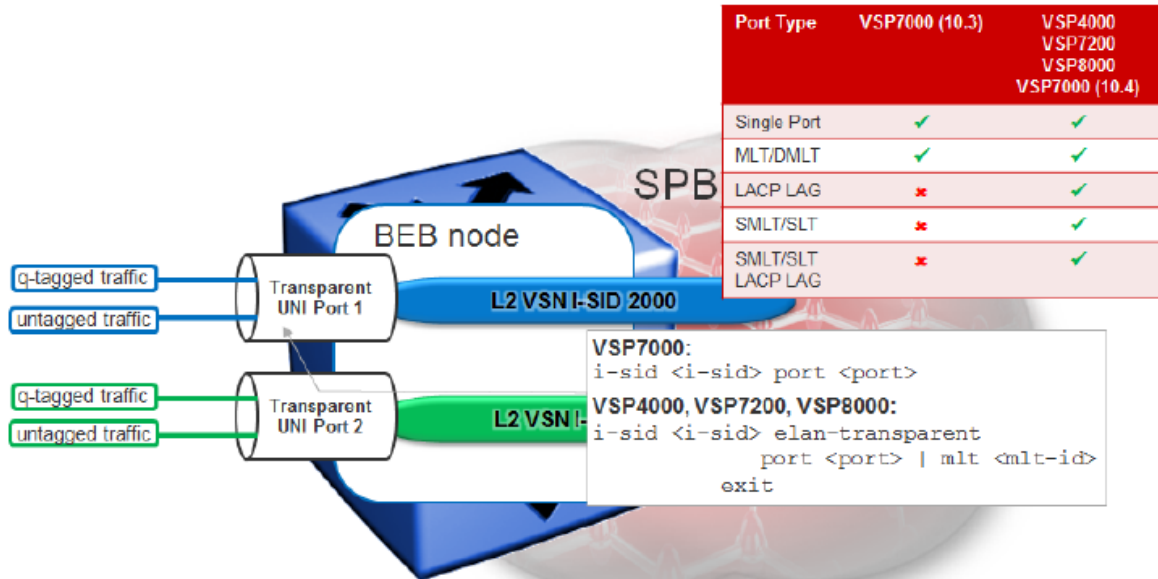 Port Type VSP7000 (10.3) VSP4000
VSP7200
VSP8000
VSP7000 (10.4)
Single Port ✓ ✓
MLT/DMLT ✓ ✓
LACP LAG ✖ ✓
SMLT/SLT ✖ ✓
SMLT/SLT ✖ ✓
LACP LAG
SPB
BEB node
q-tagged traffic
untagged traffic
Transparent
UNI Port 1
L2 VSN I-SID 2000
q-tagged traffic
untagged traffic
Transparent
UNI Port 2
L2 VSN I-
VSP7000:
i-sid <i-sid> port <port>
VSP4000, VSP7200, VSP8000:
i-sid <i-sid> elan-transparent
port <port> | mlt <mlt-id>
exit